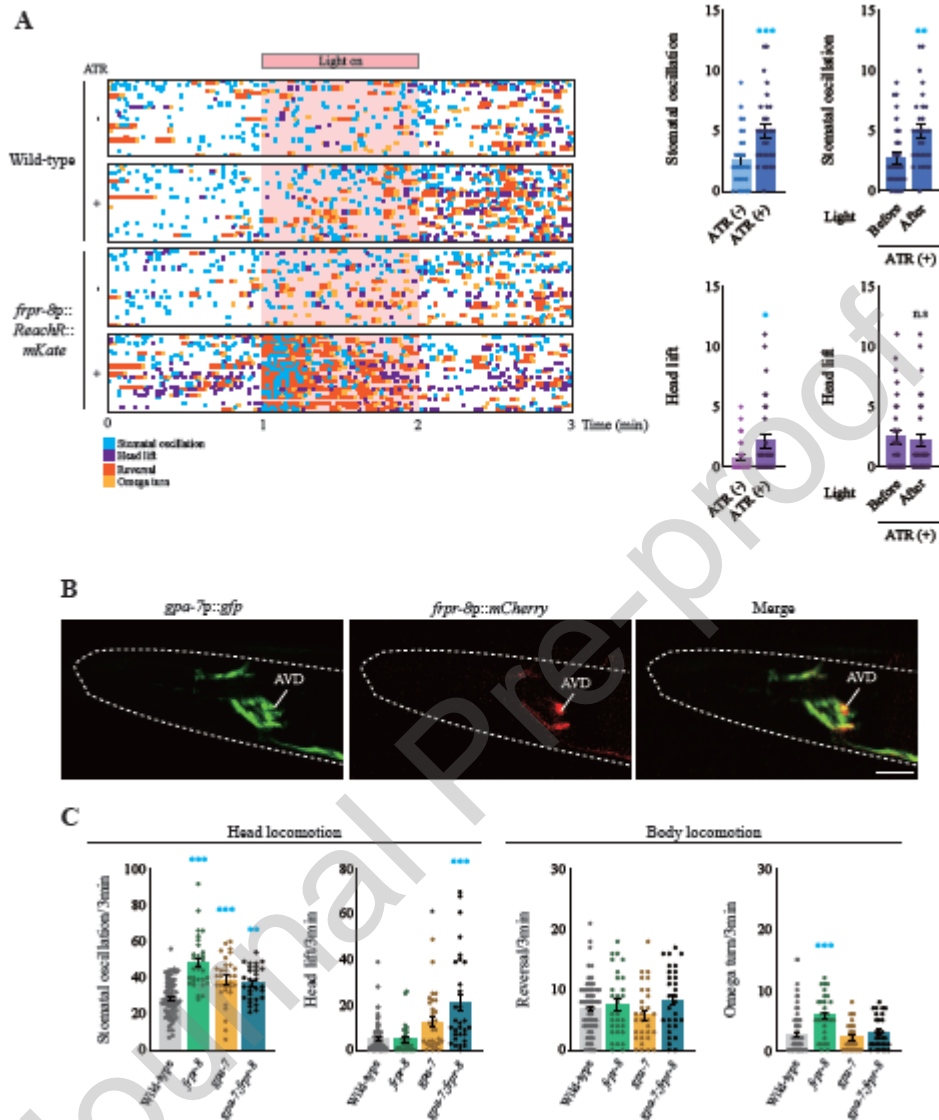 A
Light on
ATR
Wild-type
-
+
frpr-8p::
ReachR::
mKate
-
+
0 1 2 3 Time (min)
Stomatal oscillation
Head lift
Reversal
Omega turn
Stomatal oscillation
15
10
5
0
***
ATR (-)
ATR (+)
Stomatal oscillation
15
10
5
0
**
Light
Before
After
ATR (+)
Head lift
15
10
5
0
*
ATR (-)
ATR (+)
Head lift
15
10
5
0
n.s
Light
Before
After
ATR (+)
B
gpa-7p::gfp
frpr-8p::mCherry
Merge
AVD
AVD
AVD
C
Head locomotion
Body locomotion
Stomatal oscillation/3min
100
80
60
40
20
0
***
***
**
Wild-type
frpr-8
gpa-7
gpa-7;frpr-8
Head lift/3min
80
60
40
20
0
***
Wild-type
frpr-8
gpa-7
gpa-7;frpr-8
Reversal/3min
30
20
10
0
Wild-type
frpr-8
gpa-7
gpa-7;frpr-8
Omega turn/3min
30
20
10
0
***
Wild-type
frpr-8
gpa-7
gpa-7;frpr-8
Journal Pre-proof